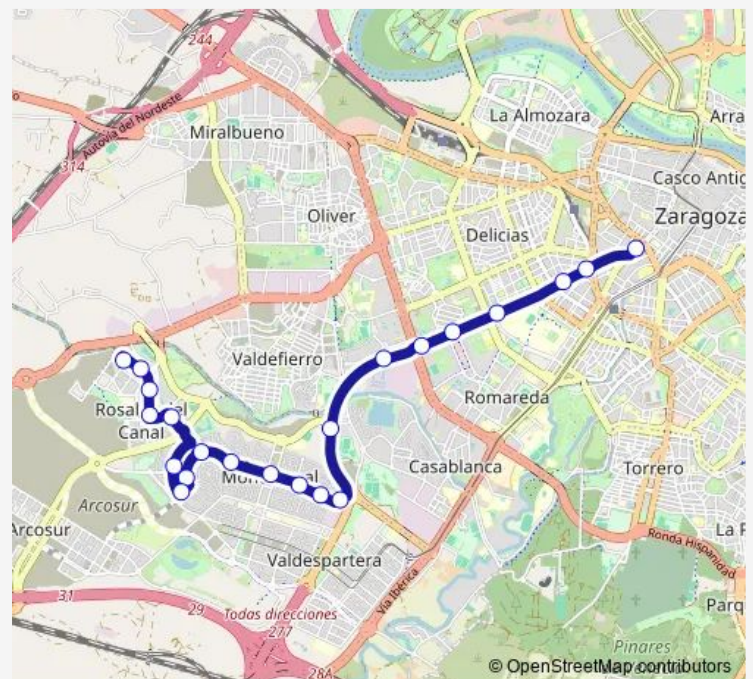 244
La Almozara
Arra
Miralbueno
Autovía del Nordeste
314
Casco Antig
Oliver
Zaragoza
Delicias
Valdefierro
Romareda
Rosal del
Canal
Casablanca
Torrero
Arcosur
Arcosur
La P
Ronda Hispanidad
Valdespartera
31
29
Todas direcciones
277
Vía Ibérica
Parq
28A
Pinares
© OpenStreetMap contributors